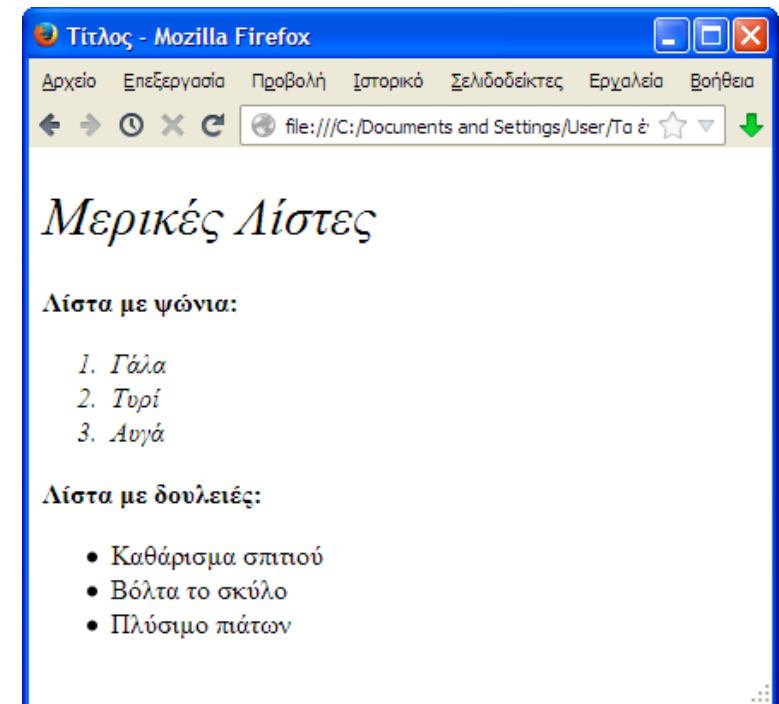 Τίτλος - Mozilla Firefox
Αρχείο Επεξεργασία Προβολή Ιστορικό Σελιδοδείκτες Εργαλεία Βοήθεια
file:///C:/Documents and Settings/User/Τα έ
Μερικές Λίστες
Λίστα με ψώνια:
1. Γάλα
2. Τυρί
3. Αυγά
Λίστα με δουλειές:
• Καθάρισμα σπιτιού
• Βόλτα το σκύλο
• Πλύσιμο πιάτων